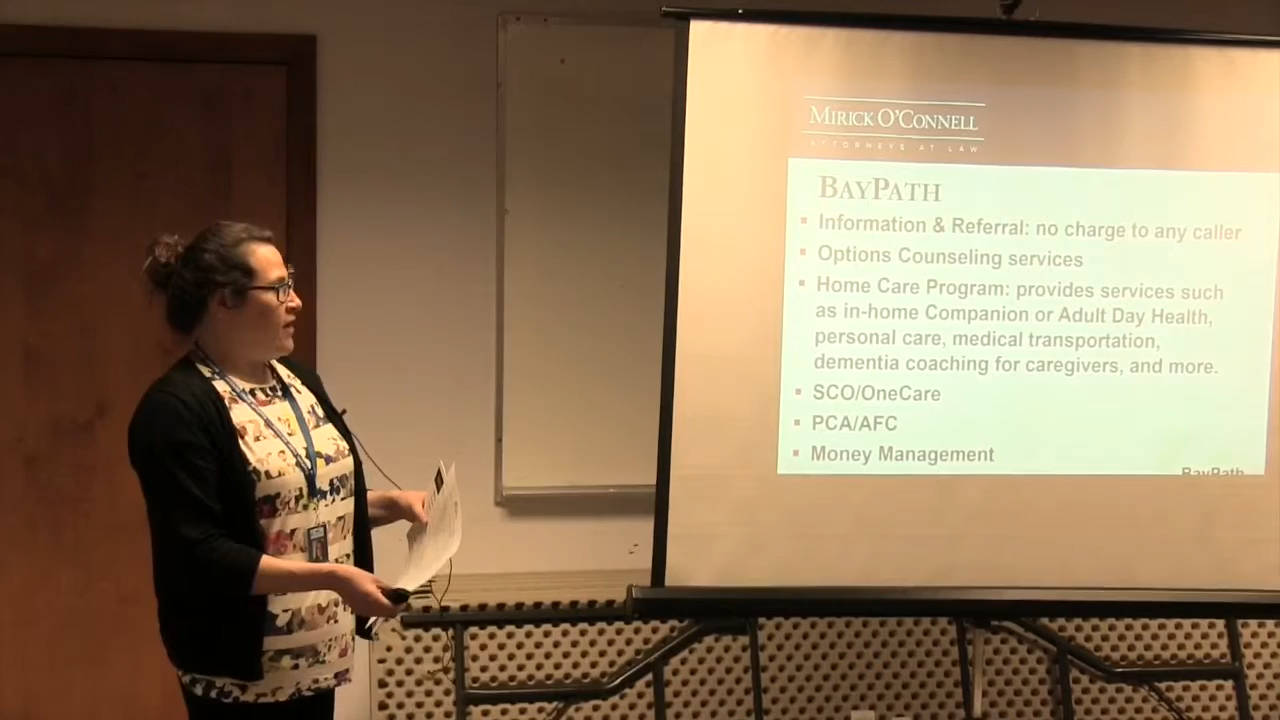 MIRICK O'CONNELL
ATTORNEYS AT LAW
BAYPATH
▪ Information & Referral: no charge to any caller
▪ Options Counseling services
▪ Home Care Program: provides services such
as in-home Companion or Adult Day Health,
personal care, medical transportation,
dementia coaching for caregivers, and more.
▪ SCO/OneCare
▪ PCA/AFC
▪ Money Management
BayPath